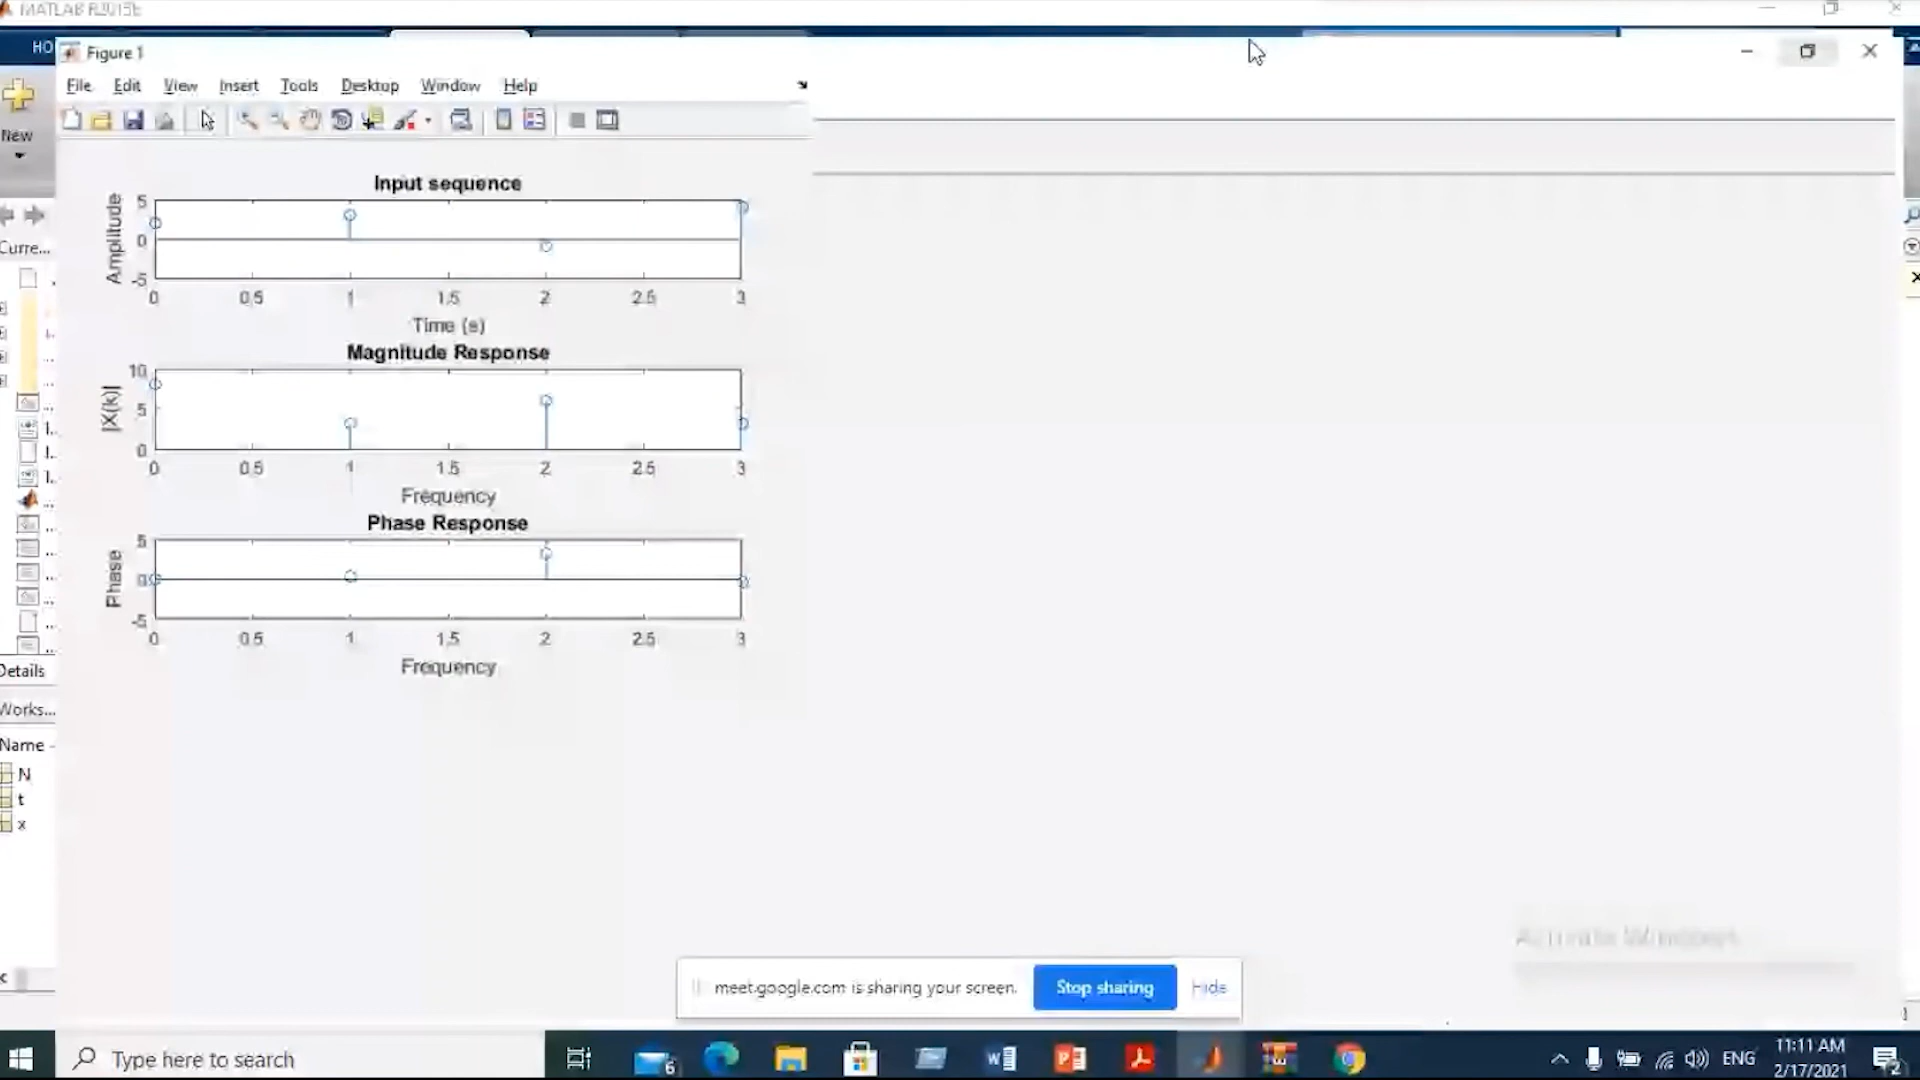 MATLAB R2015b
HO
Figure 1
File Edit View Insert Tools Desktop Window Help
New
Input sequence
Amplitude
5
0
-5
0 0.5 1 1.5 2 2.5 3
Time (s)
Magnitude Response
|X(k)|
10
5
0
0 0.5 1 1.5 2 2.5 3
Frequency
Phase Response
Phase
5
0
-5
0 0.5 1 1.5 2 2.5 3
Frequency
Curre...
Details
Works...
Name
N
t
x
Activate Windows
meet.google.com is sharing your screen. Stop sharing Hide
Type here to search
6
ENG
11:11 AM
2/17/2021
2